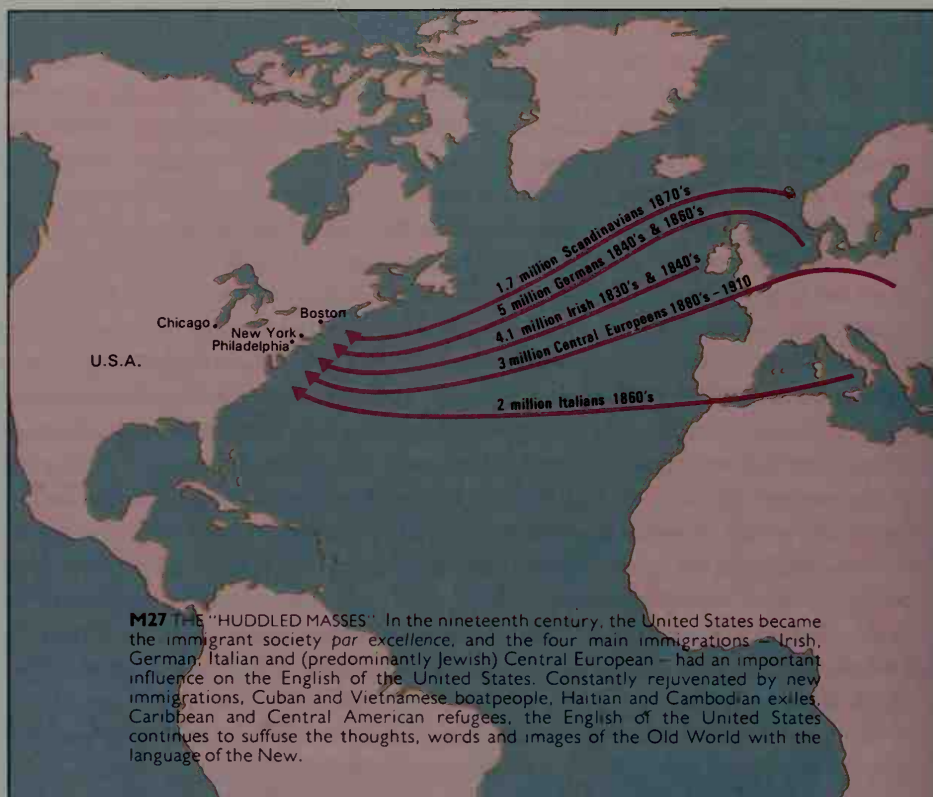 1.7 million Scandinavians 1870's
5 million Germans 1840's & 1860's
4.1 million Irish 1830's & 1840's
3 million Central Europeens 1880's–1910
2 million Italians 1860's
Boston
Chicago
New York
Philadelphia
U.S.A.
M27 THE "HUDDLED MASSES" In the nineteenth century, the United States became
the immigrant society par excellence, and the four main immigrations – Irish,
German, Italian and (predominantly Jewish) Central European – had an important
influence on the English of the United States. Constantly rejuvenated by new
immigrations, Cuban and Vietnamese boatpeople, Haitian and Cambodian exiles,
Caribbean and Central American refugees, the English of the United States
continues to suffuse the thoughts, words and images of the Old World with the
language of the New.